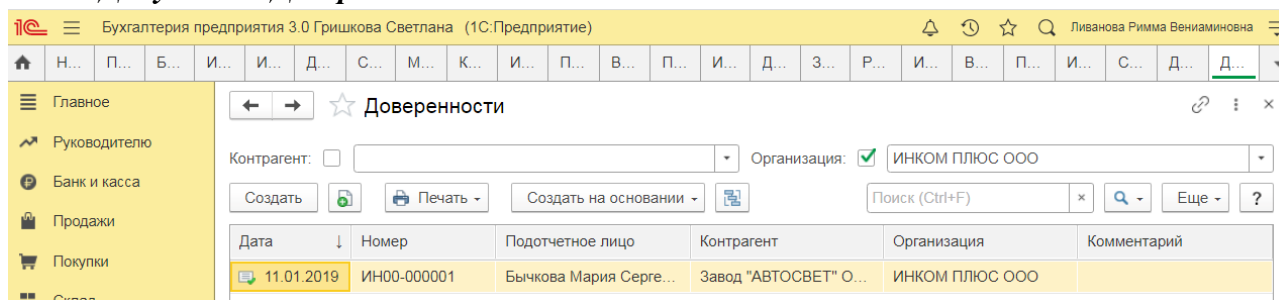 1С Бухгалтерия предприятия 3.0 Гришкова Светлана (1С:Предприятие) Ливанова Римма Вениаминовна
Н... П... Б... И... И... Д... С... М... К... И... П... В... П... И... Д... З... Р... И... В... П... И... С... Д... Д...
Главное
Доверенности
Руководителю
Контрагент: Организация: ИНКОМ ПЛЮС ООО
Банк и касса
Создать Печать Создать на основании Поиск (Ctrl+F) × Еще ?
Продажи
Дата ↓ Номер Подотчетное лицо Контрагент Организация Комментарий
Покупки
11.01.2019 ИН00-000001 Бычкова Мария Серге... Завод "АВТОСВЕТ" О... ИНКОМ ПЛЮС ООО
Склад